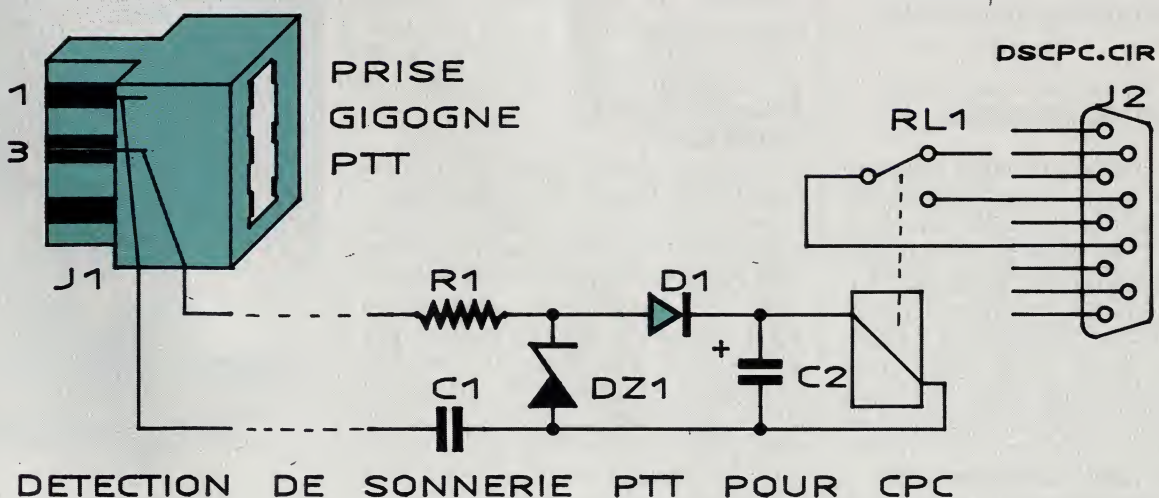 DSCPC.CIR
PRISE
GIGOGNE
PTT
1
3
J1
J2
RL1
R1
D1
+
C2
C1
DZ1
DETECTION DE SONNERIE PTT POUR CPC